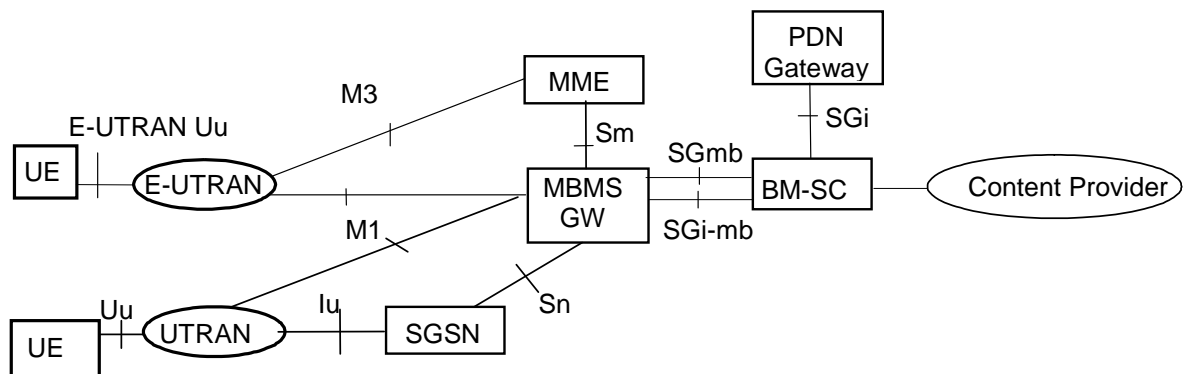 PDN
Gateway
MME
M3
SGi
E-UTRAN Uu
Sm
SGmb
UE
E-UTRAN
MBMS
GW
BM-SC
Content Provider
M1
SGi-mb
Uu
Iu
Sn
UE
UTRAN
SGSN